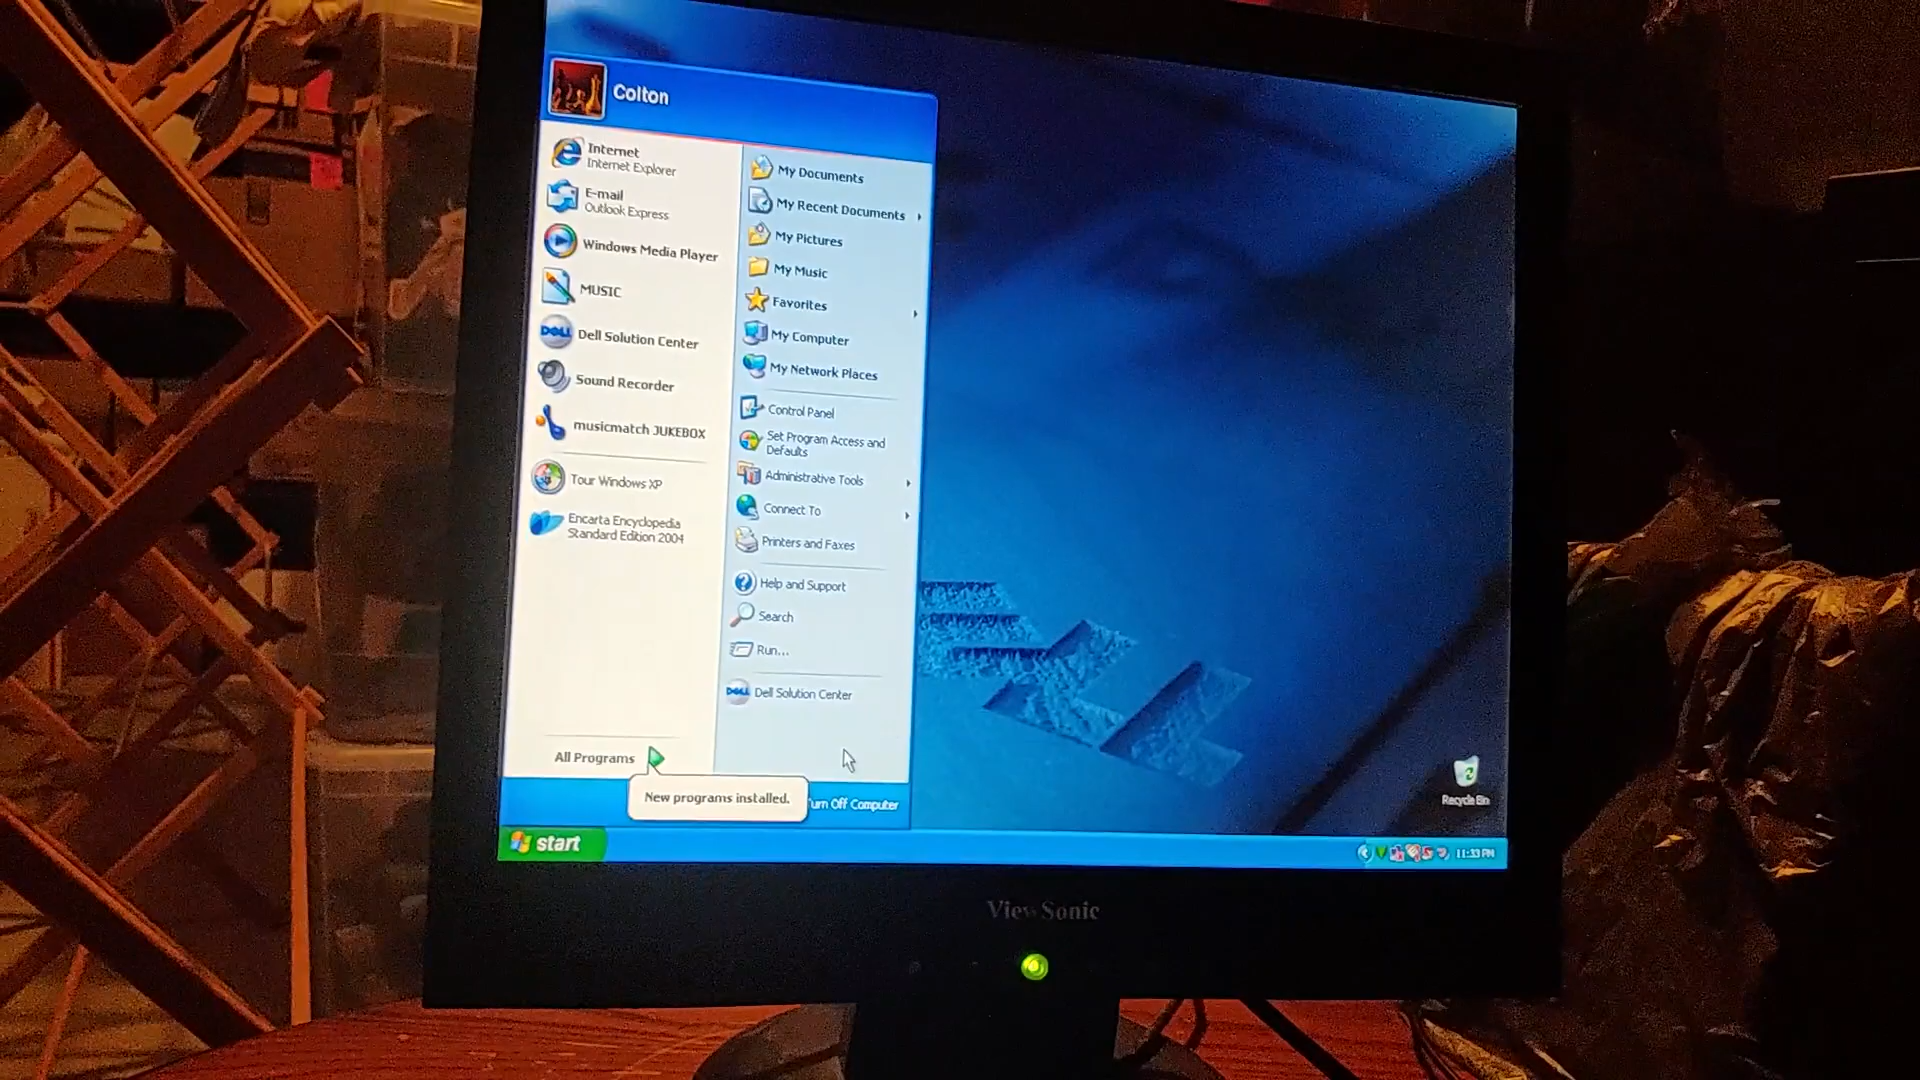 Colton
Internet
Internet Explorer
E-mail
Outlook Express
Windows Media Player
MUSIC
DELL Dell Solution Center
Sound Recorder
musicmatch JUKEBOX
Tour Windows XP
Encarta Encyclopedia
Standard Edition 2004
All Programs
My Documents
My Recent Documents
My Pictures
My Music
Favorites
My Computer
My Network Places
Control Panel
Set Program Access and
Defaults
Administrative Tools
Connect To
Printers and Faxes
Help and Support
Search
Run...
DELL Dell Solution Center
New programs installed.
Turn Off Computer
Recycle Bin
start
11:33 PM
ViewSonic